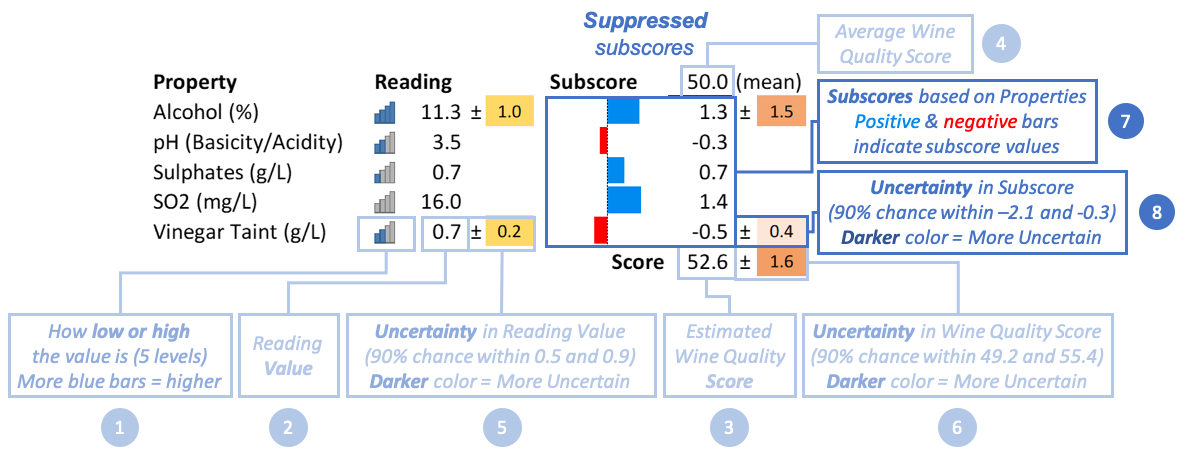 Suppressed
subscores
Average Wine
Quality Score
4
Property Reading Subscore 50.0 (mean)
Alcohol (%) 11.3 ± 1.0 1.3 ± 1.5
pH (Basicity/Acidity) 3.5 -0.3
Sulphates (g/L) 0.7 0.7
SO2 (mg/L) 16.0 1.4
Vinegar Taint (g/L) 0.7 ± 0.2 -0.5 ± 0.4
Score 52.6 ± 1.6
Subscores based on Properties
Positive & negative bars
indicate subscore values
7
Uncertainty in Subscore
(90% chance within –2.1 and -0.3)
Darker color = More Uncertain
8
How low or high
the value is (5 levels)
More blue bars = higher
1
Reading
Value
2
Uncertainty in Reading Value
(90% chance within 0.5 and 0.9)
Darker color = More Uncertain
5
Estimated
Wine Quality
Score
3
Uncertainty in Wine Quality Score
(90% chance within 49.2 and 55.4)
Darker color = More Uncertain
6